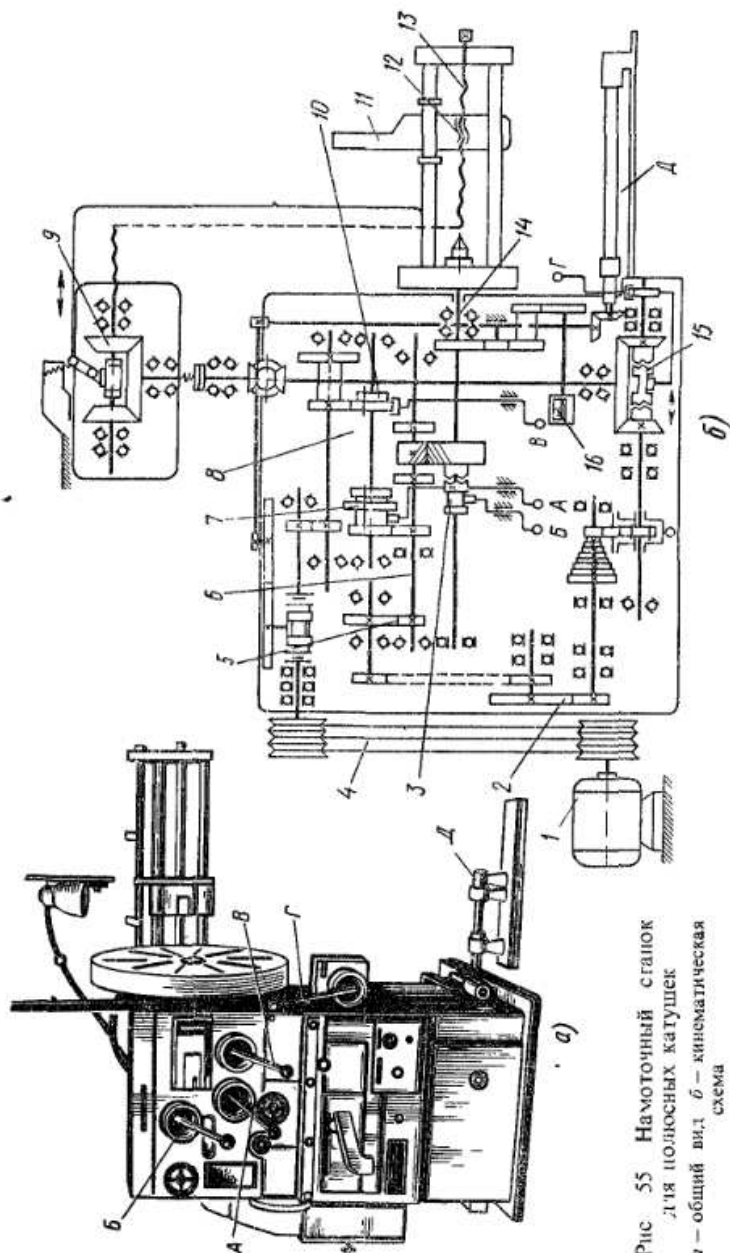 Б
А
В
Г
Д
а)
1
2
3
4
5
6
7
8
9
10
11
12
13
14
15
16
А
Б
В
Г
Д
б)
Рис 55 Намоточный станок
для полюсных катушек
а – общий вид б – кинематическая
схема